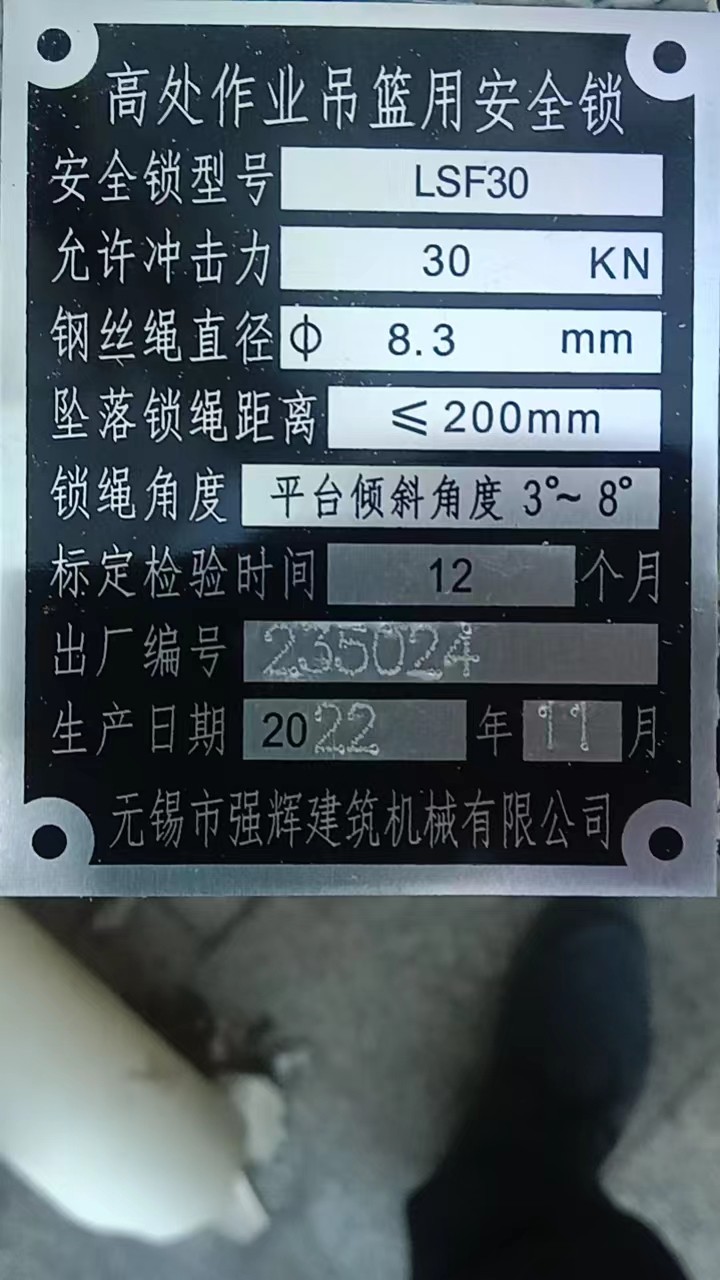 高处作业吊篮用安全锁
安全锁型号 LSF30
允许冲击力 30 KN
钢丝绳直径 Φ 8.3 mm
坠落锁绳距离 ≤200mm
锁绳角度 平台倾斜角度 3°~ 8°
标定检验时间 12 个月
出厂编号 235024
生产日期 2022 年 11 月
无锡市强辉建筑机械有限公司